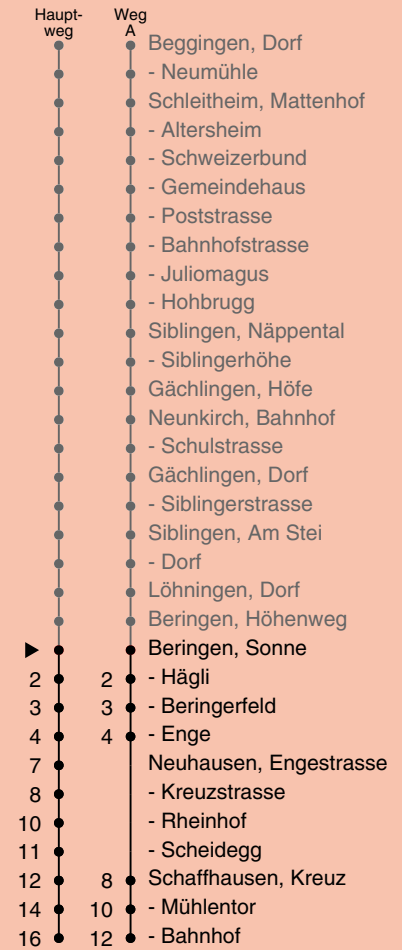 Haupt- Weg
weg A
Beggingen, Dorf
- Neumühle
Schleitheim, Mattenhof
- Altersheim
- Schweizerbund
- Gemeindehaus
- Poststrasse
- Bahnhofstrasse
- Juliomagus
- Hohbrugg
Siblingen, Näppental
- Siblingerhöhe
Gächlingen, Höfe
Neunkirch, Bahnhof
- Schulstrasse
Gächlingen, Dorf
- Siblingerstrasse
Siblingen, Am Stei
- Dorf
Löhningen, Dorf
Beringen, Höhenweg
Beringen, Sonne
2 2 - Hägli
3 3 - Beringerfeld
4 4 - Enge
7 Neuhausen, Engestrasse
8 - Kreuzstrasse
10 - Rheinhof
11 - Scheidegg
12 8 Schaffhausen, Kreuz
14 10 - Mühlentor
16 12 - Bahnhof